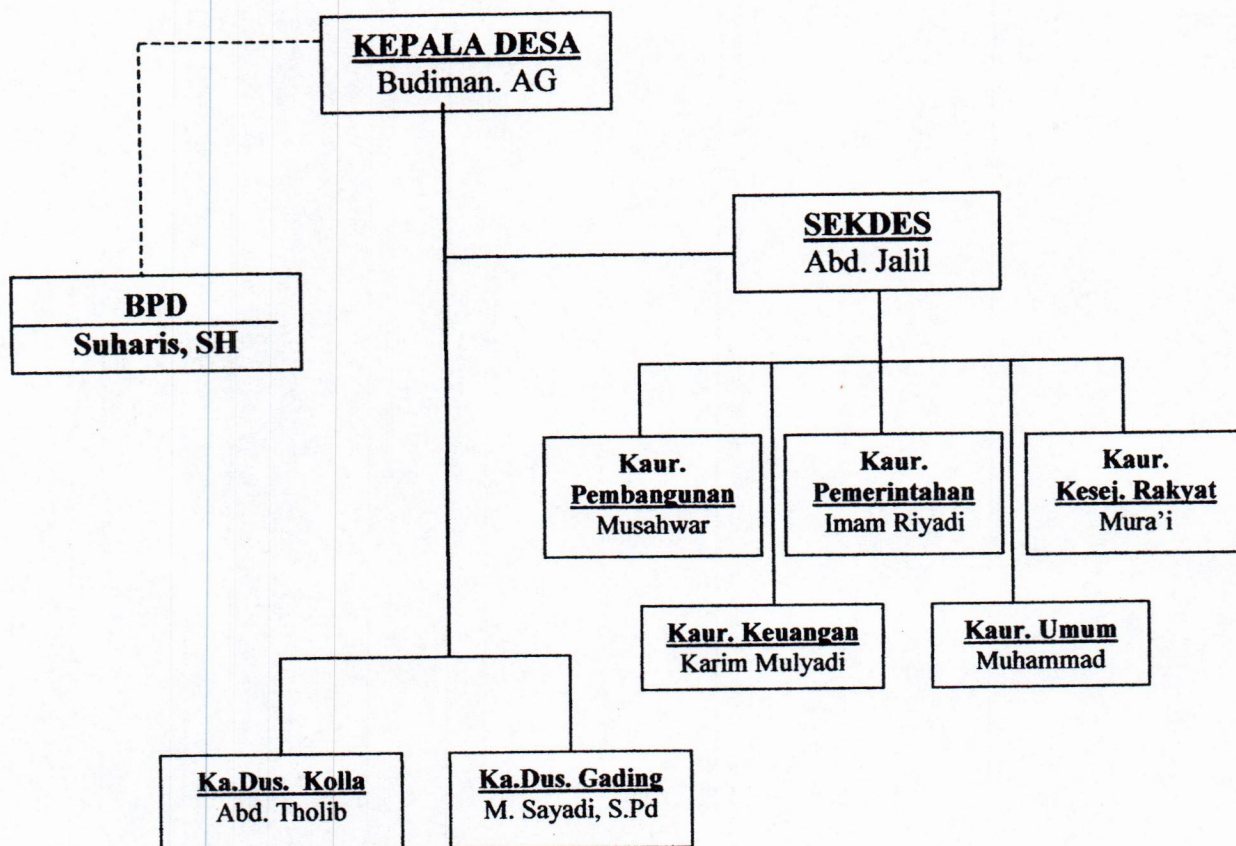 KEPALA DESA
Budiman. AG
SEKDES
Abd. Jalil
BPD
Suharis, SH
Kaur.
Pembangunan
Musahwar
Kaur.
Pemerintahan
Imam Riyadi
Kaur.
Kesej. Rakyat
Mura’i
Kaur. Keuangan
Karim Mulyadi
Kaur. Umum
Muhammad
Ka.Dus. Kolla
Abd. Tholib
Ka.Dus. Gading
M. Sayadi, S.Pd